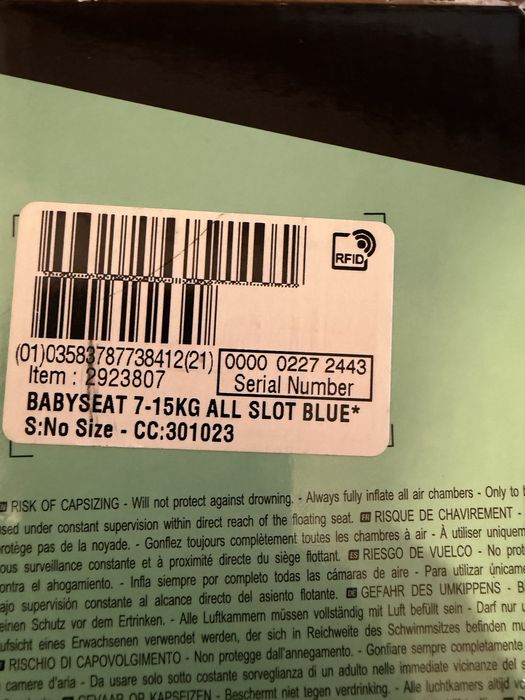 RFID
(01)03583787738412(21)
0000 0227 2443
Item : 2923807
Serial Number
BABYSEAT 7-15KG ALL SLOT BLUE*
S:No Size - CC:301023
RISK OF CAPSIZING - Will not protect against drowning. - Always fully inflate all air chambers - Only to
used under constant supervision within direct reach of the floating seat. FR RISQUE DE CHAVIREMENT -
protège pas de la noyade. - Gonflez toujours complètement toutes les chambres à air - À utiliser uniquem
ous surveillance constante et à proximité directe du siège flottant. ES RIESGO DE VUELCO - No prot
ontra el ahogamiento. - Infla siempre por completo todas las cámaras de aire - Para utilizar únicame
ajo supervisión constante al alcance directo del asiento flotante. DE GEFAHR DES UMKIPPENS - B
einen Schutz vor dem Ertrinken. - Alle Luftkammern müssen vollständig mit Luft befüllt sein - Darf nur u
ufsicht eines Erwachsenen verwendet werden, der sich in Reichweite des Schwimmsitzes befinden mu
RISCHIO DI CAPOVOLGIMENTO - Non protegge dall'annegamento. - Gonfiare sempre completamente
camere d'aria - Da usare solo sotto costante sorveglianza di un adulto nelle immediate vicinanze del s
GEVAAR OP KAPSEIZEN - Beschermt niet tegen verdrinking. - Alle luchtkamers altijd ve